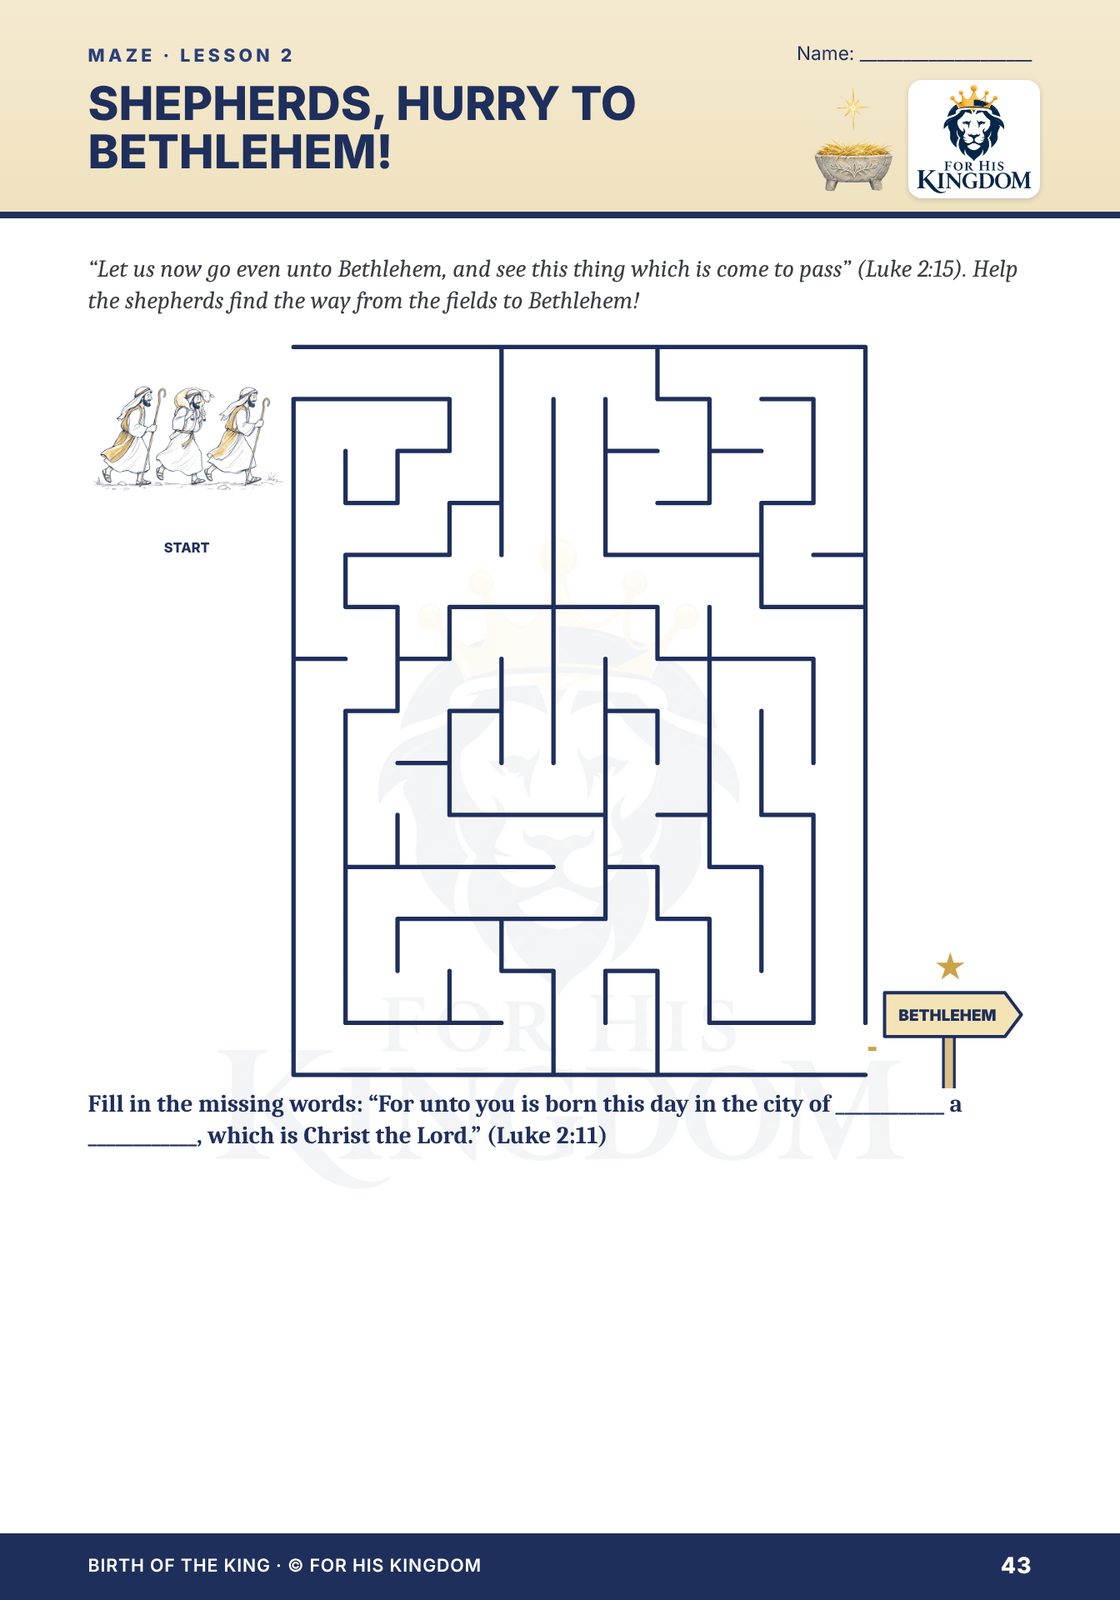 MAZE · LESSON 2
Name: ___________________
SHEPHERDS, HURRY TO
BETHLEHEM!
FOR HIS
KINGDOM
“Let us now go even unto Bethlehem, and see this thing which is come to pass” (Luke 2:15). Help
the shepherds find the way from the fields to Bethlehem!
START
BETHLEHEM
FOR HIS
KINGDOM
Fill in the missing words: “For unto you is born this day in the city of __________ a
__________, which is Christ the Lord.” (Luke 2:11)
BIRTH OF THE KING · © FOR HIS KINGDOM
43